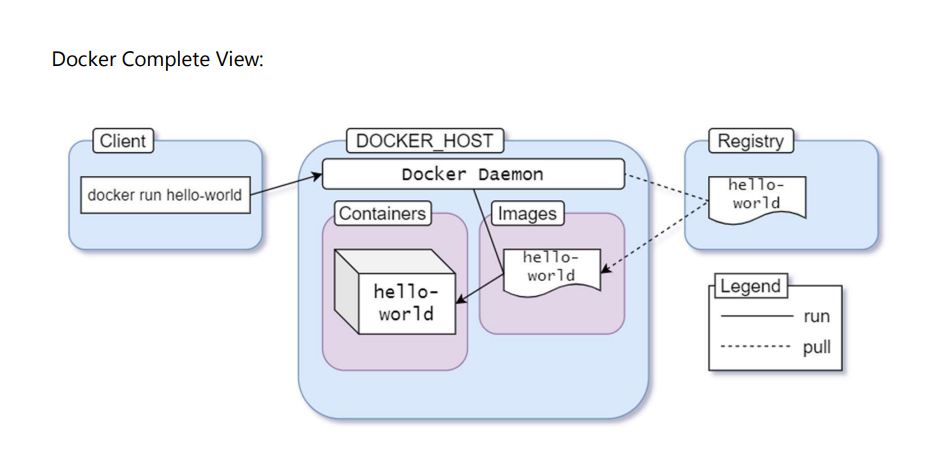 Docker Complete View:
Client
docker run hello-world
DOCKER_HOST
Docker Daemon
Containers
hello-
world
Images
hello-
world
Registry
hello-
world
Legend
run
pull